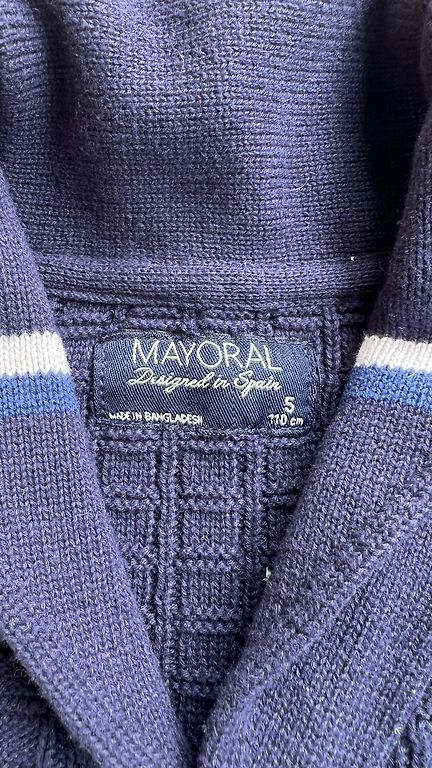 MAYORAL
Designed in Spain
5
MADE IN BANGLADESH 110 cm